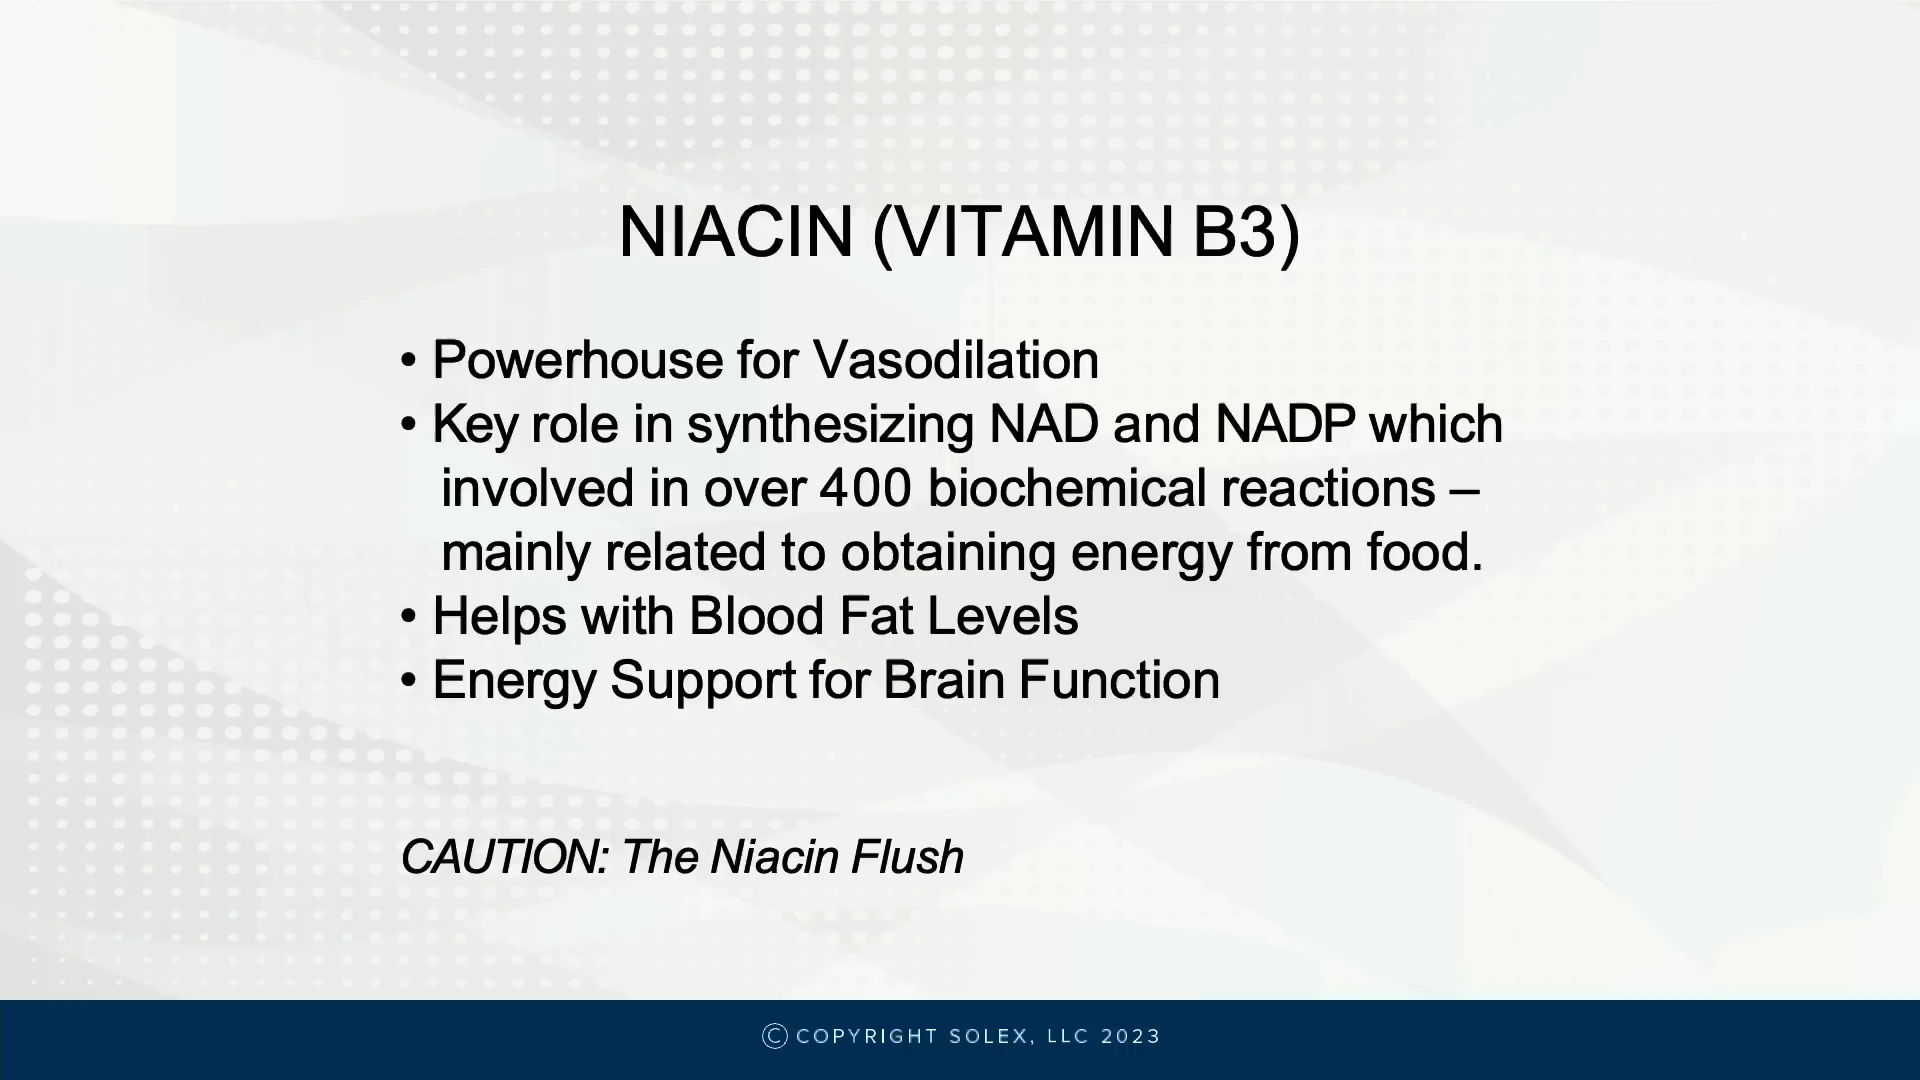 NIACIN (VITAMIN B3)
• Powerhouse for Vasodilation
• Key role in synthesizing NAD and NADP which
involved in over 400 biochemical reactions –
mainly related to obtaining energy from food.
• Helps with Blood Fat Levels
• Energy Support for Brain Function
CAUTION: The Niacin Flush
© COPYRIGHT SOLEX, LLC 2023